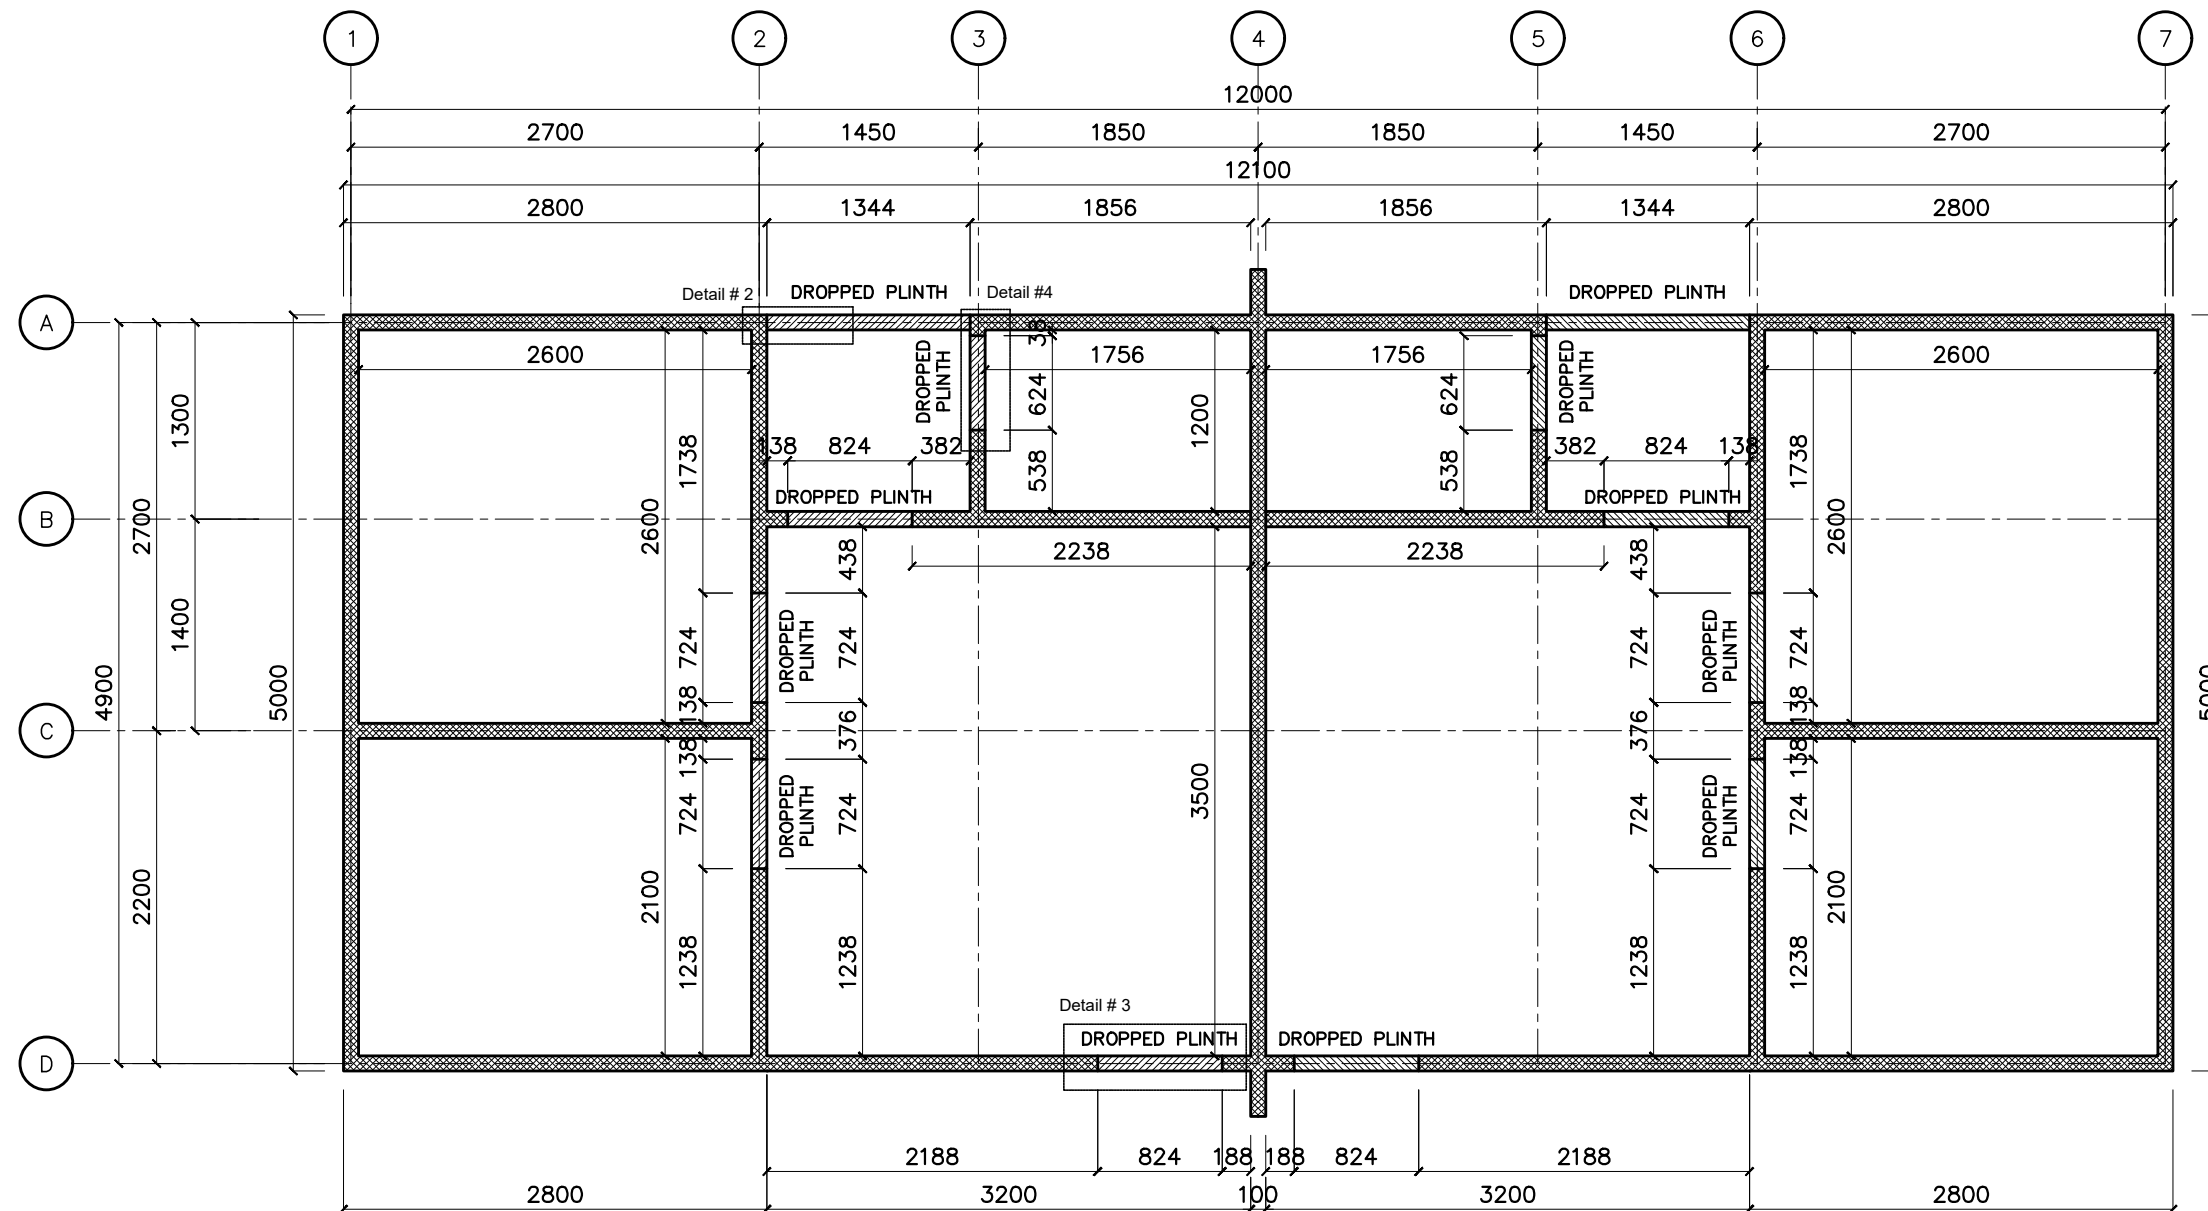 1 2 3 4 5 6 7
12000
2700 1450 1850 1850 1450 2700
12100
2800 1344 1856 1856 1344 2800
Detail # 2 DROPPED PLINTH Detail #4 DROPPED PLINTH
A
38
2600 1756 1756 2600
DROPPED
PLINTH
624
624
DROPPED
PLINTH
1300
1200
138 824 382 382 824 138
1738
538
538
1738
DROPPED PLINTH DROPPED PLINTH
B
2700
2600
2600
438 2238 2238 438
1400
724
DROPPED
PLINTH
724
724
DROPPED
PLINTH
724
4900
5000
5000
138
376
376
138
C
138
138
3500
724
DROPPED
PLINTH
724
724
DROPPED
PLINTH
724
2200
2100
2100
1238
1238
1238
1238
Detail # 3
DROPPED PLINTH DROPPED PLINTH
D
2188 824 188 188 824 2188
2800 3200 100 3200 2800